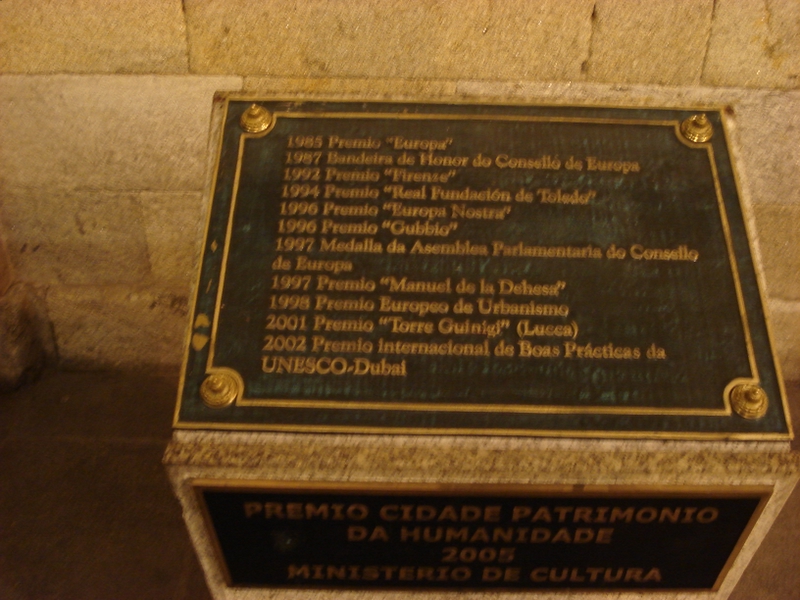 1985 Premio "Europa"
1987 Bandeira de Honor do Consello de Europa
1992 Premio "Firense"
1994 Premio "Real Fundación de Toledo"
1996 Premio "Europa Nostra"
1996 Premio "Gubbio"
1997 Medalla da Asemblea Parlamentaria do Consello
de Europa
1997 Premio "Manuel de la Dehesa"
1998 Premio Europeo de Urbanismo
2001 Premio "Torre Guinigi" (Lucca)
2002 Premio internacional de Boas Prácticas da
UNESCO-Dubai
PREMIO CIDADE PATRIMONIO
DA HUMANIDADE
2005
MINISTERIO DE CULTURA